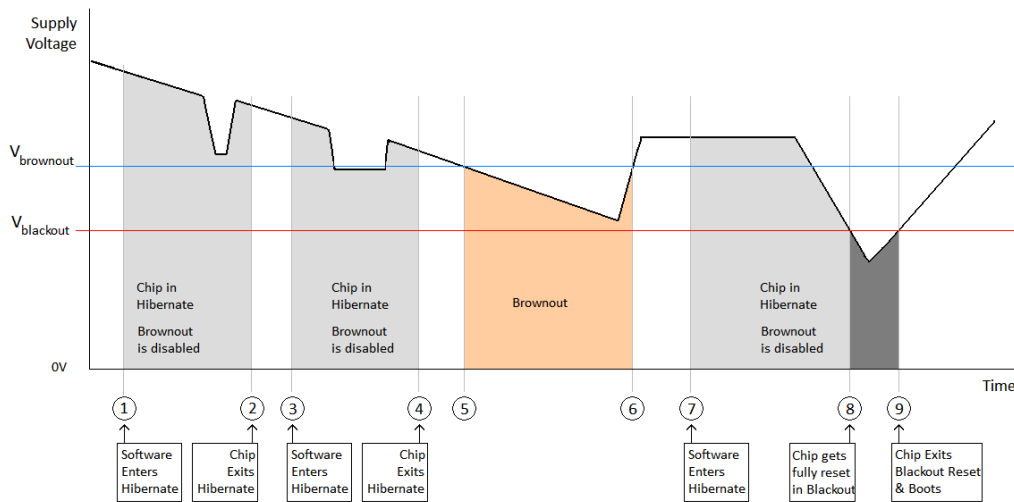 Supply
Voltage
Vbrownout
Vblackout
0V
Chip in
Hibernate
Brownout
is disabled
Chip in
Hibernate
Brownout
is disabled
Brownout
Chip in
Hibernate
Brownout
is disabled
Time
1
2
3
4
5
6
7
8
9
Software
Enters
Hibernate
Chip
Exits
Hibernate
Software
Enters
Hibernate
Chip
Exits
Hibernate
Software
Enters
Hibernate
Chip gets
fully reset
in Blackout
Chip Exits
Blackout Reset
& Boots